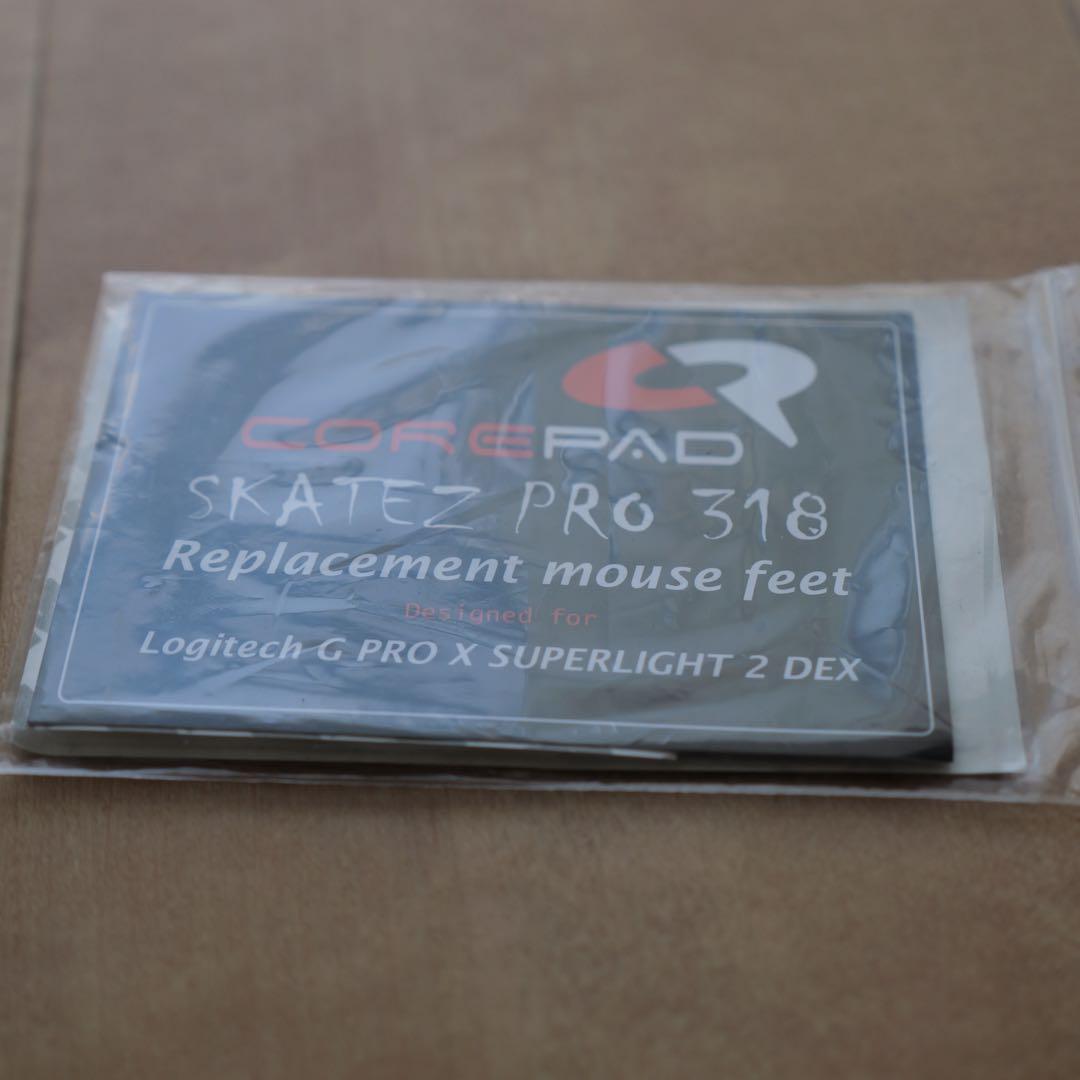 COREPAD
SKATEZ PRO 318
Replacement mouse feet
Designed for
Logitech G PRO X SUPERLIGHT 2 DEX